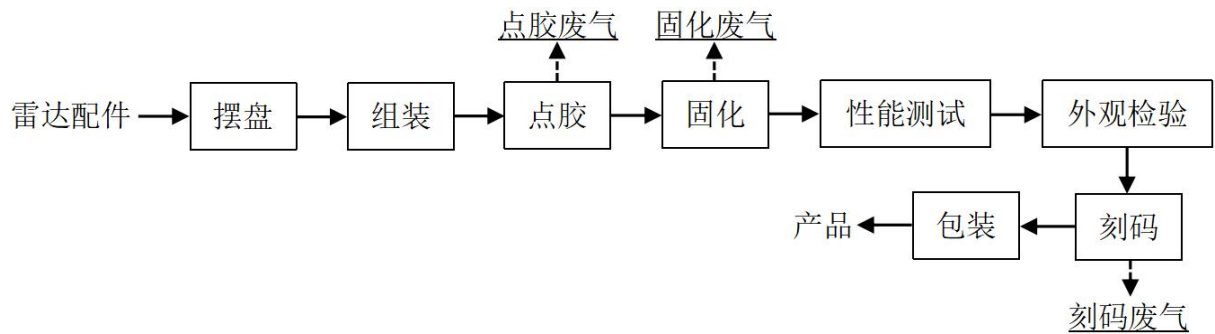 点胶废气 固化废气
雷达配件 摆盘 组装 点胶 固化 性能测试 外观检验
产品 包装 刻码
刻码废气